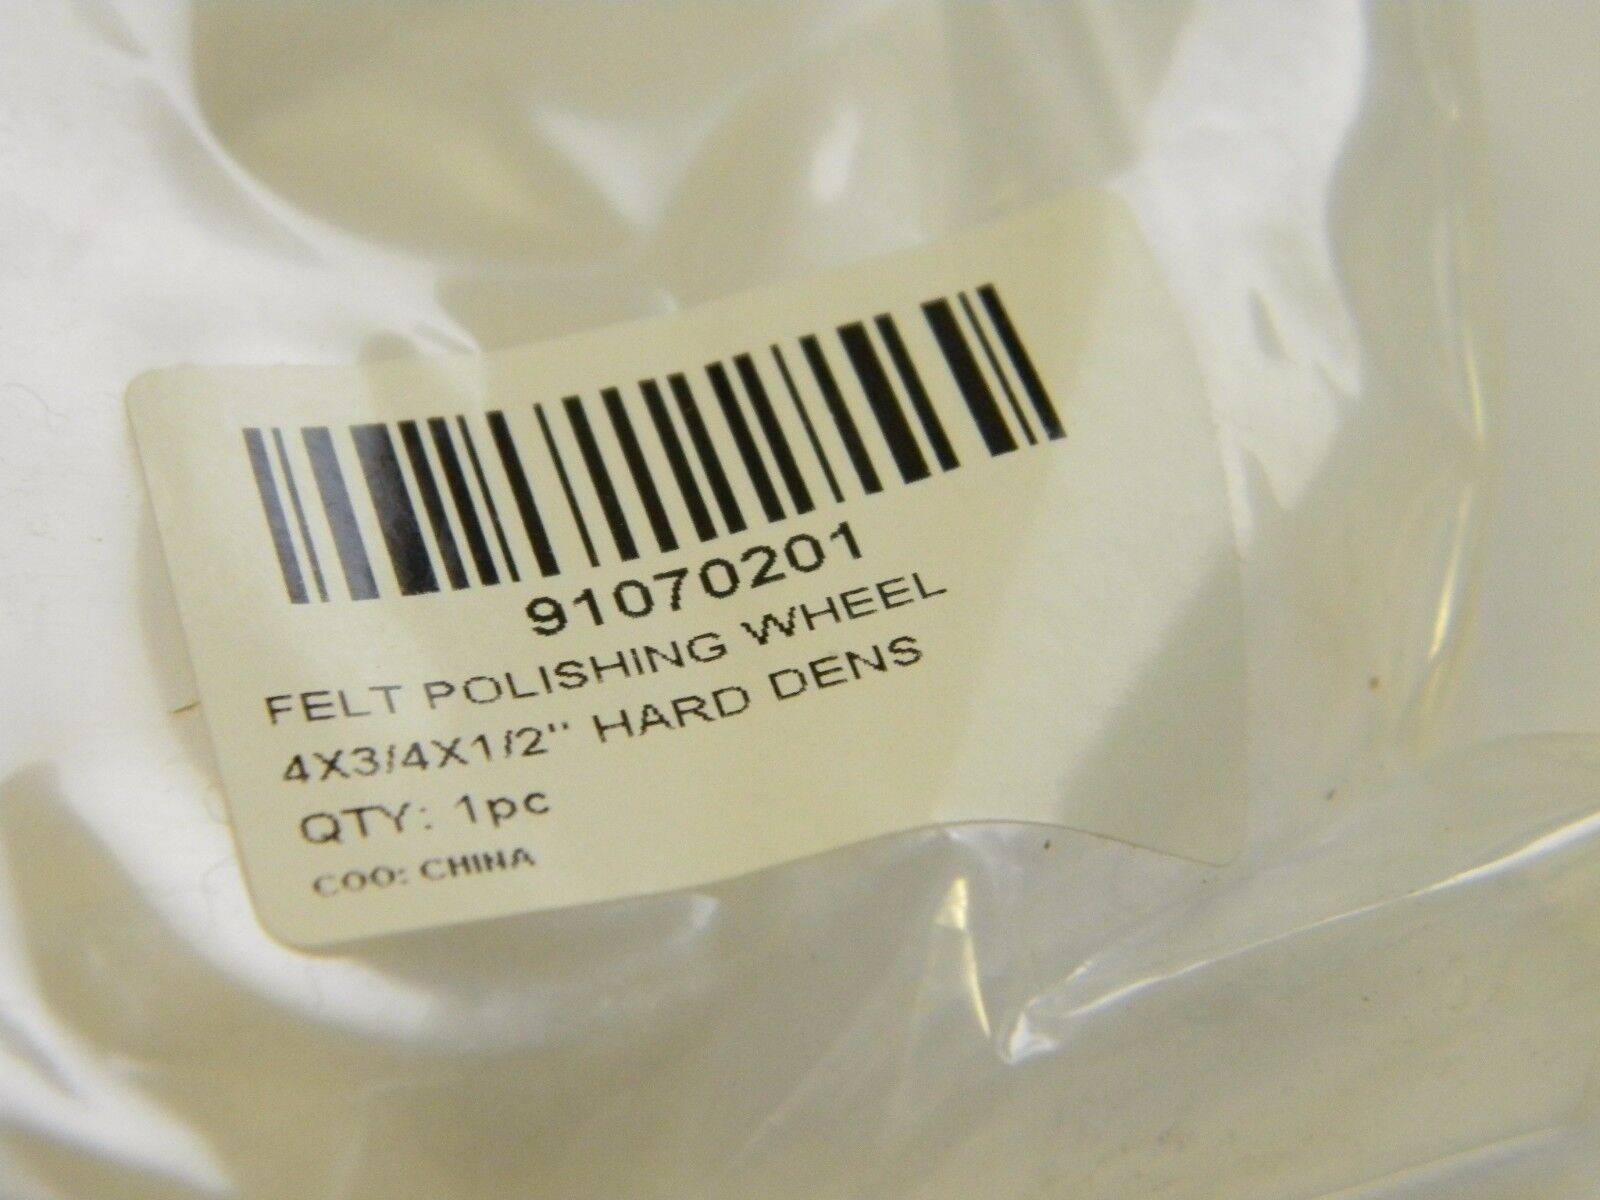 91070201
FELT POLISHING WHEEL
4X3/4X1/2" HARD DENS
QTY: 1pc
COO: CHINA